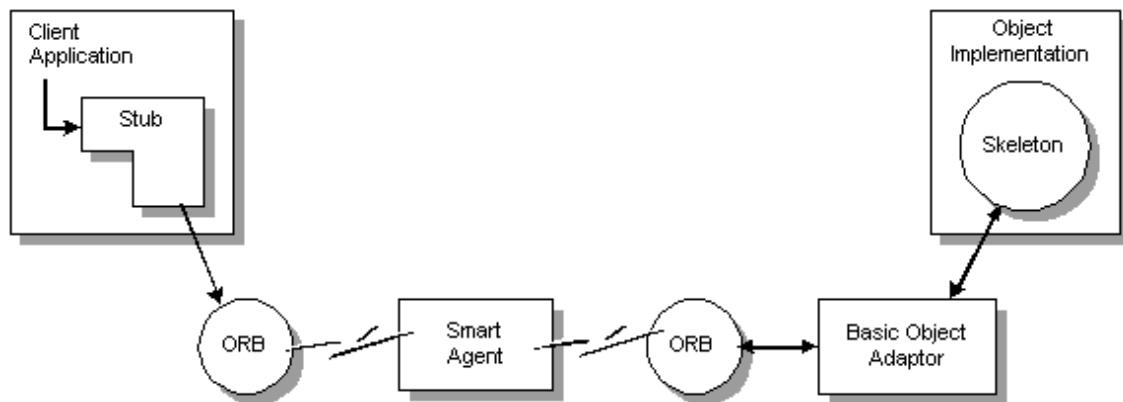 Client
Application
Stub
Object
Implementation
Skeleton
ORB
Smart
Agent
ORB
Basic Object
Adaptor